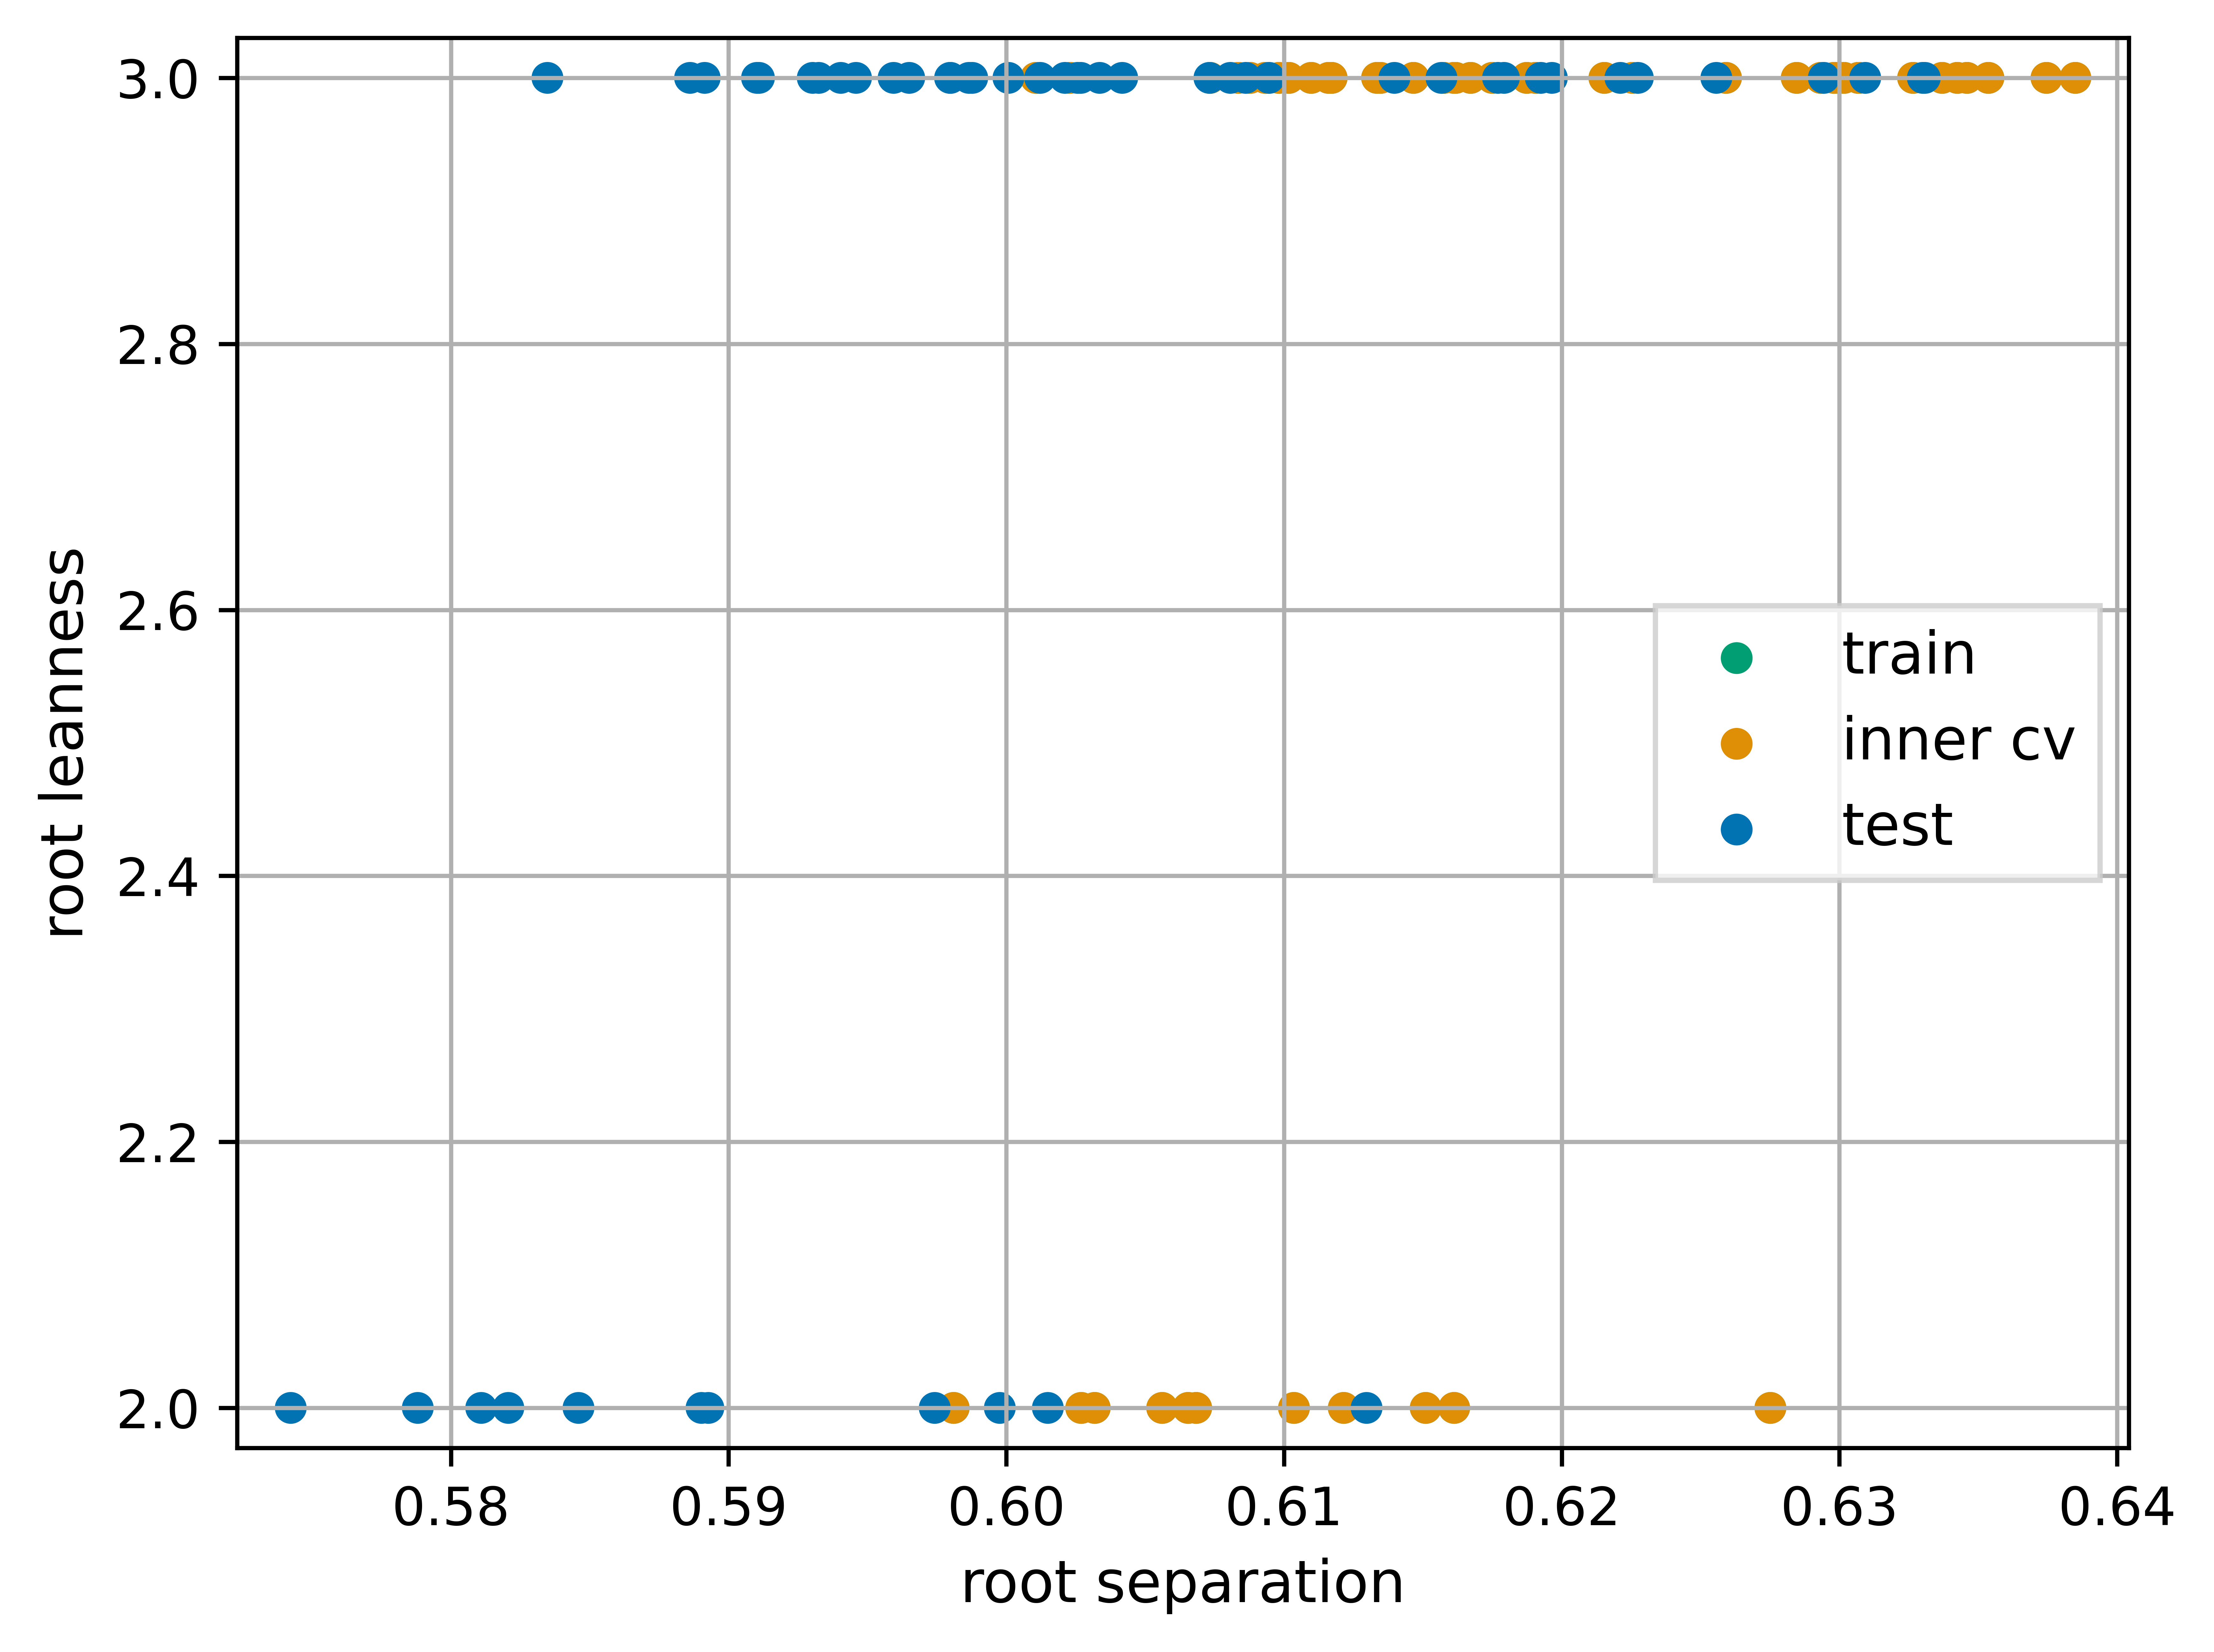 3.0
2.8
2.6
2.4
2.2
2.0
root leanness
train
inner cv
test
0.58 0.59 0.60 0.61 0.62 0.63 0.64
root separation